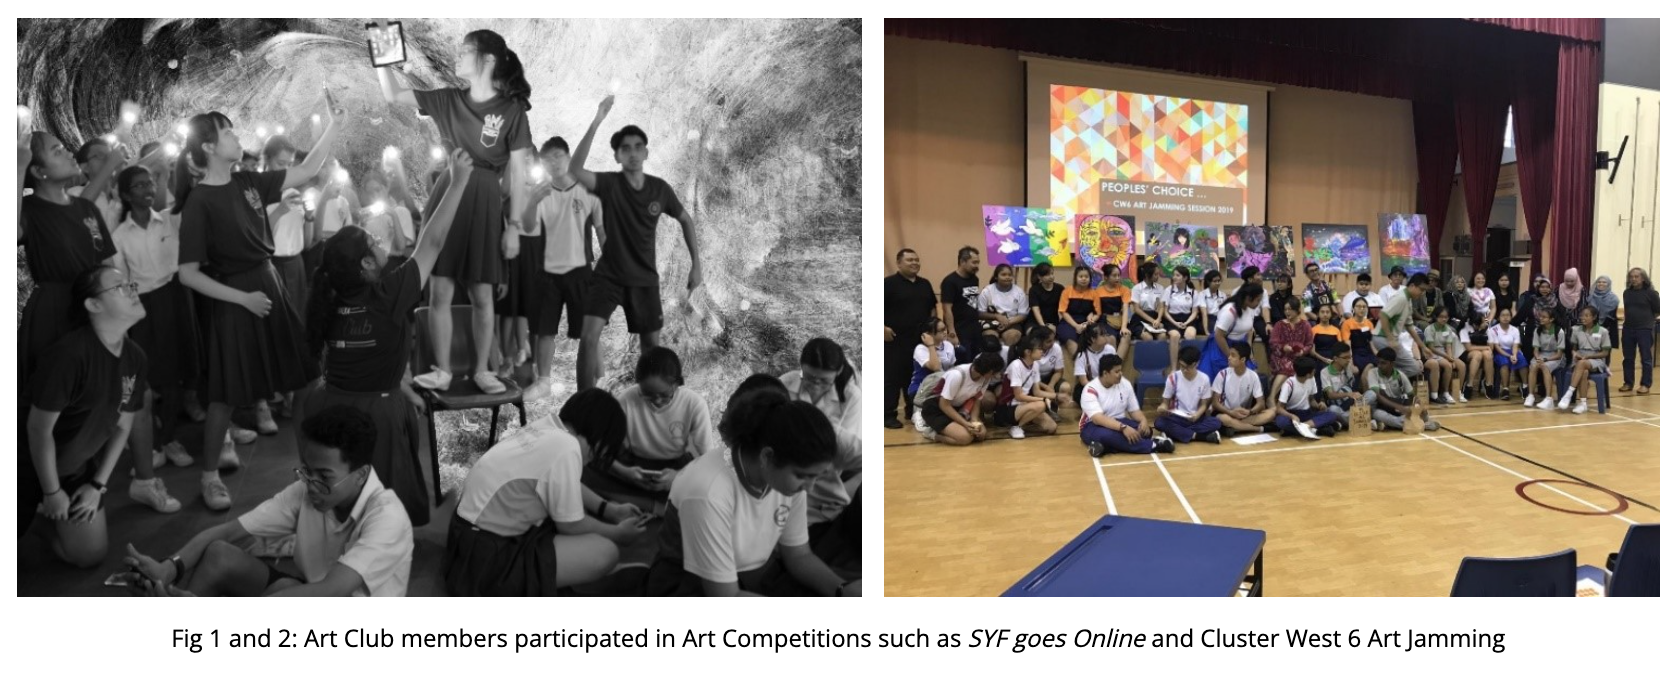 PEOPLES' CHOICE ...
CW6 ART JAMMING SESSION 2019
Club
Fig 1 and 2: Art Club members participated in Art Competitions such as SYF goes Online and Cluster West 6 Art Jamming